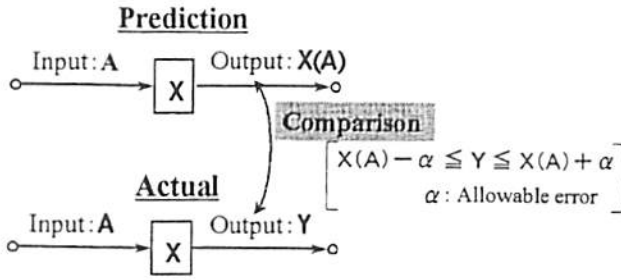 Prediction
Input: A
X
Output: X(A)
Comparison
X(A) − α ≦ Y ≦ X(A) + α
α : Allowable error
Actual
Input: A
X
Output: Y